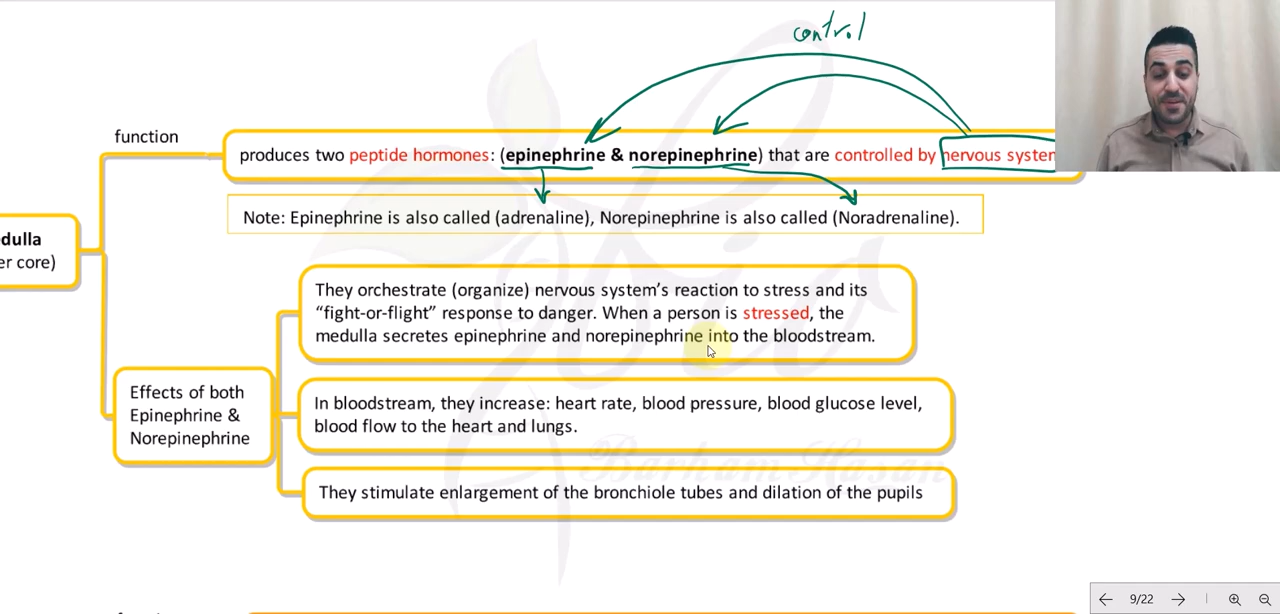 control
function
produces two peptide hormones: (epinephrine & norepinephrine) that are controlled by nervous system
Note: Epinephrine is also called (adrenaline), Norepinephrine is also called (Noradrenaline).
dulla
er core)
They orchestrate (organize) nervous system's reaction to stress and its
"fight-or-flight" response to danger. When a person is stressed, the
medulla secretes epinephrine and norepinephrine into the bloodstream.
Effects of both
Epinephrine &
Norepinephrine
In bloodstream, they increase: heart rate, blood pressure, blood glucose level,
blood flow to the heart and lungs.
Barham Hasan
They stimulate enlargement of the bronchiole tubes and dilation of the pupils
9/22